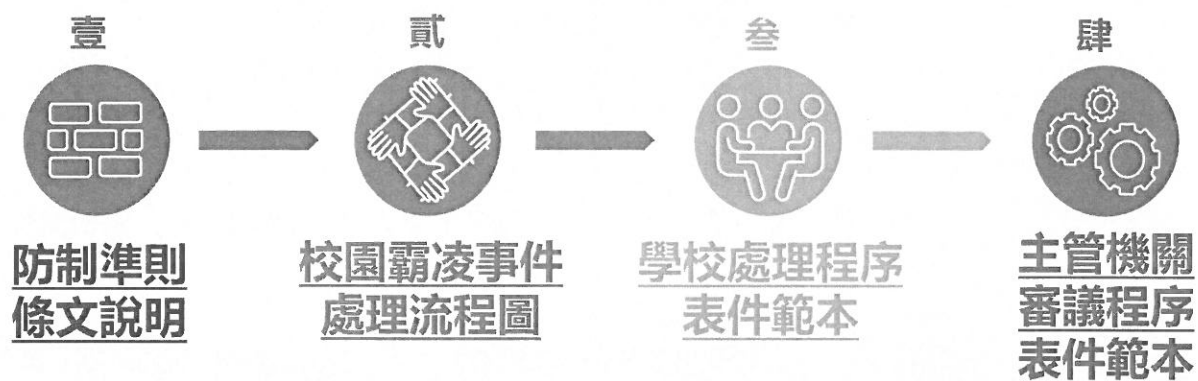 壹
貳
叁
肆
防制準則
條文說明
校園霸凌事件
處理流程圖
學校處理程序
表件範本
主管機關
審議程序
表件範本